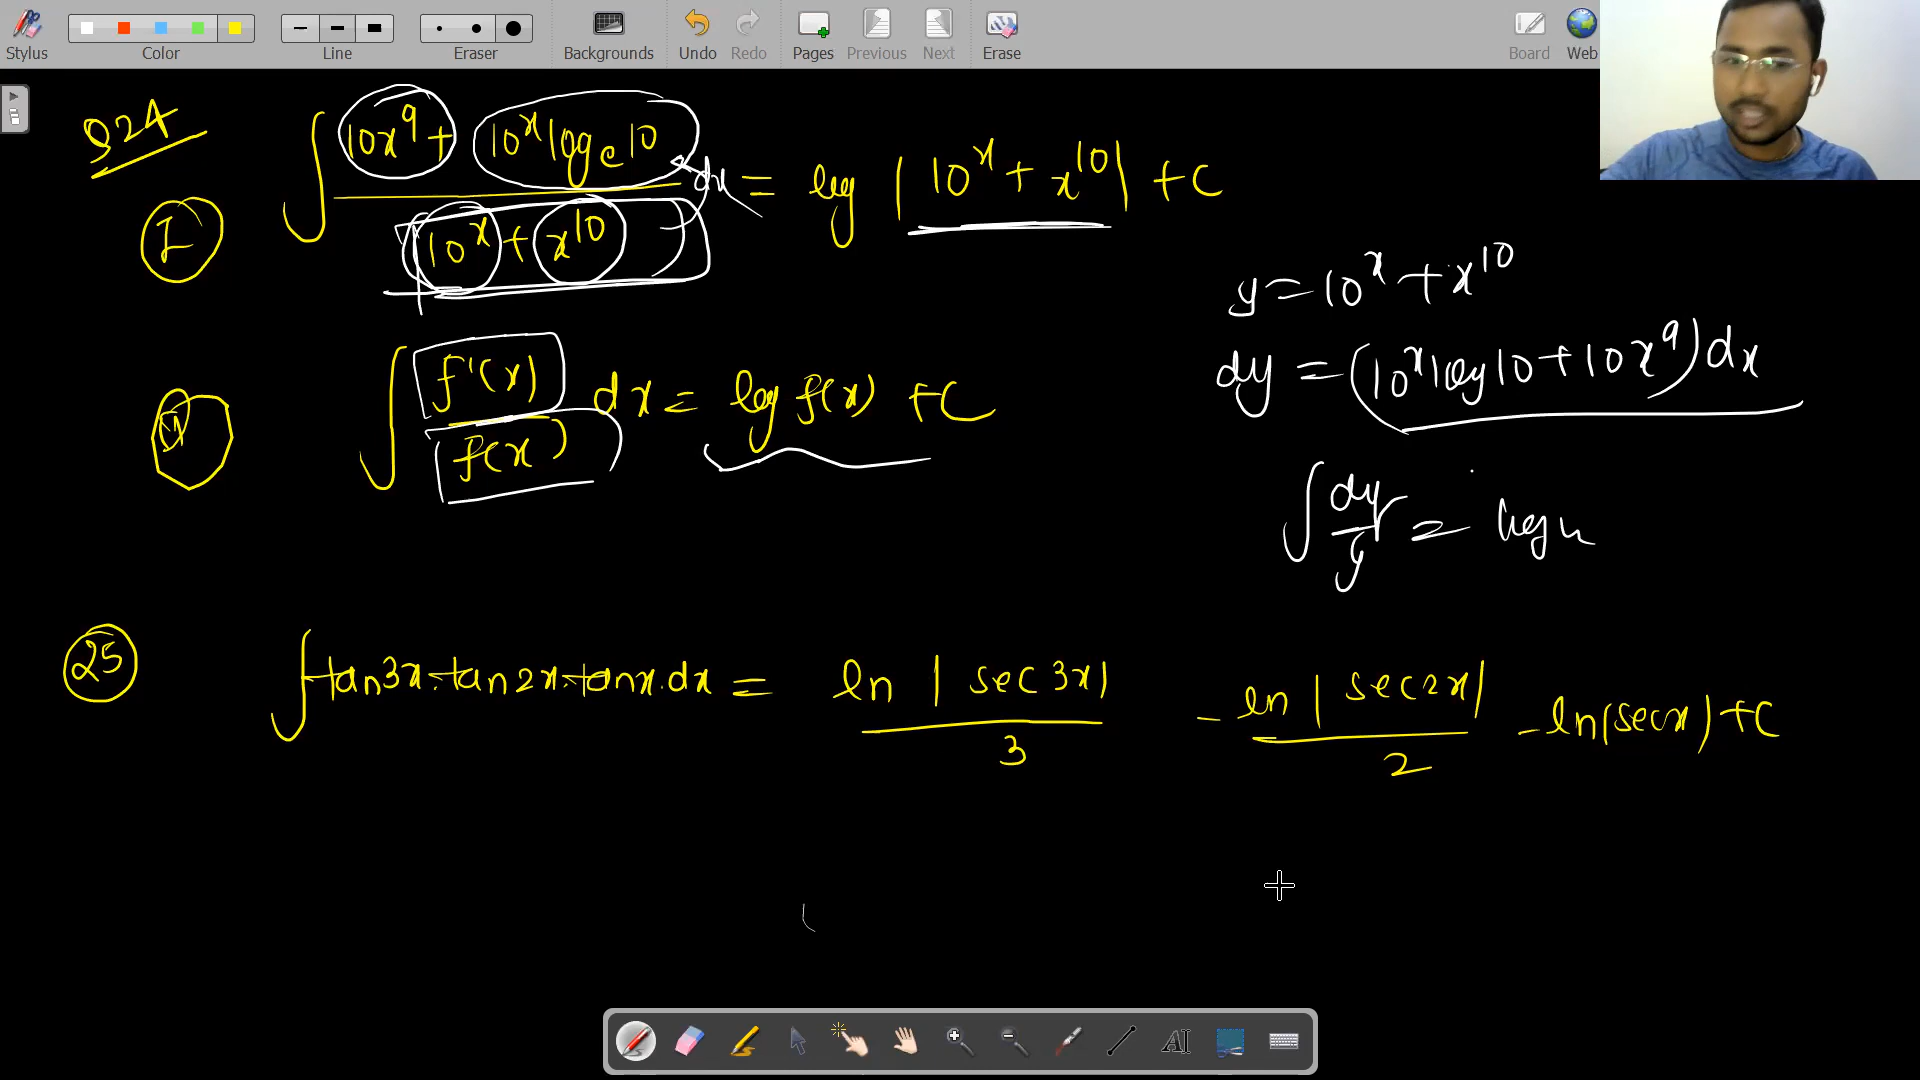 Stylus Color Line Eraser Backgrounds Undo Redo Pages Previous Next Erase Board Web
Q24
I ∫ (10x⁹ + 10ˣ logₑ10)/(10ˣ + x¹⁰) dx = log |10ˣ + x¹⁰| + C
y = 10ˣ + x¹⁰
dy = (10ˣ log 10 + 10x⁹) dx
∫ f'(x)/f(x) dx = log f(x) + C
∫ dy/y = log
25 ∫ tan3x·tan2x·tanx·dx = ln |sec3x|/3 - ln |sec2x|/2 - ln(secx) + C
AI